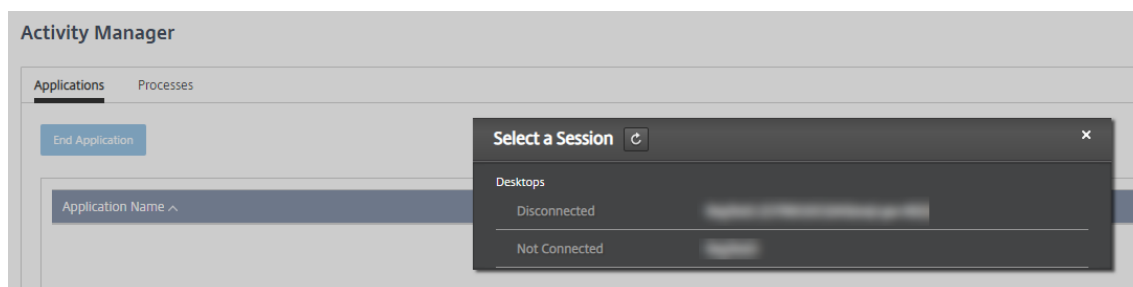 Activity Manager
Applications Processes
End Application
Select a Session
Application Name
Desktops
Disconnected
Not Connected